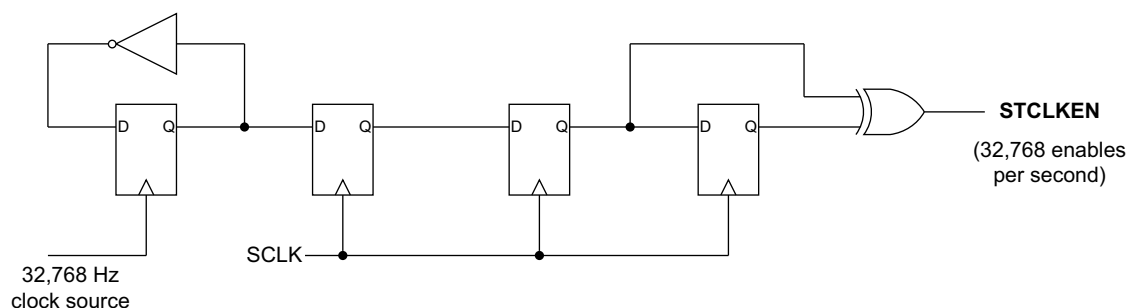 D Q
D Q
D Q
D Q
STCLKEN
(32,768 enables
per second)
SCLK
32,768 Hz
clock source